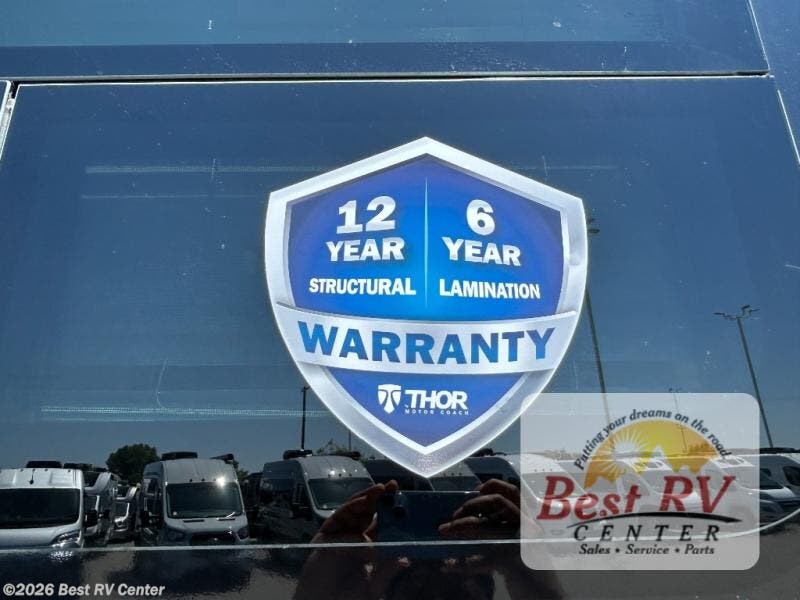 12
YEAR
STRUCTURAL
6
YEAR
LAMINATION
WARRANTY
THOR
MOTOR COACH
Putting your dreams on the road
Best RV
CENTER
Sales • Service • Parts
©2026 Best RV Center